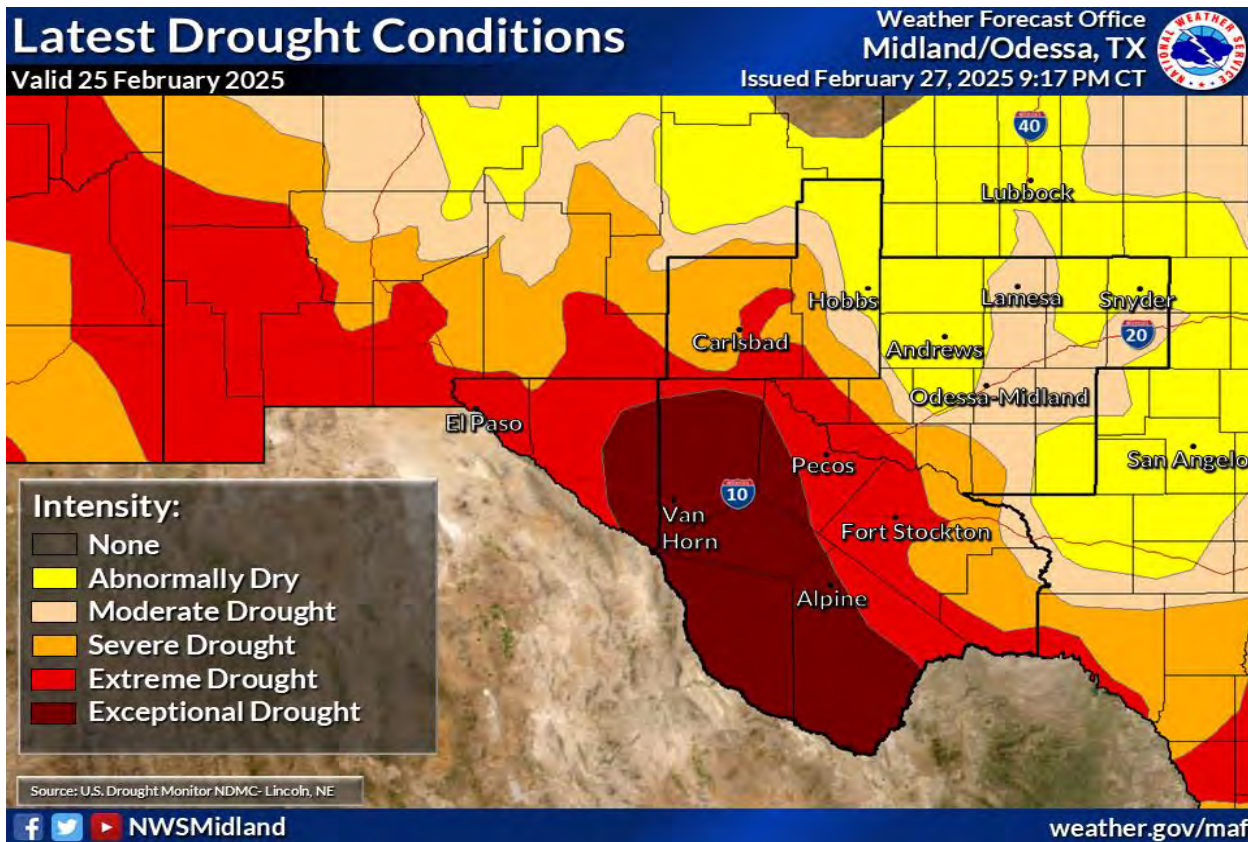 Latest Drought Conditions
Valid 25 February 2025
Weather Forecast Office
Midland/Odessa, TX
Issued February 27, 2025 9:17 PM CT
NATIONAL WEATHER SERVICE
40
Lubbock
Hobbs
Lamesa
Snyder
20
Carlsbad
Andrews
Odessa-Midland
El Paso
Pecos
San Angelo
10
Van
Horn
Fort Stockton
Alpine
Intensity:
None
Abnormally Dry
Moderate Drought
Severe Drought
Extreme Drought
Exceptional Drought
Source: U.S. Drought Monitor NDMC- Lincoln, NE
NWSMidland
weather.gov/maf